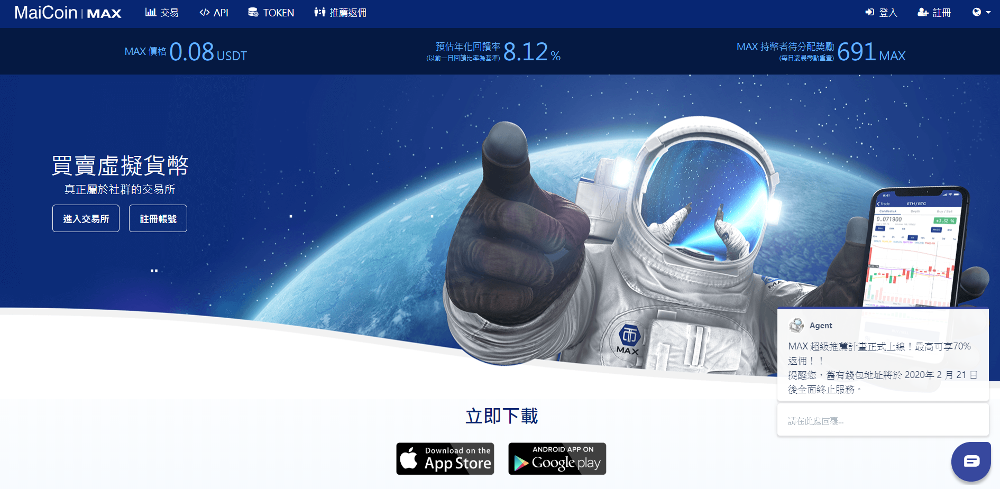 MaiCoin | MAX
交易
API
TOKEN
推薦返佣
登入
註冊
MAX 價格 0.08 USDT
預估年化回饋率 8.12 %
(以前一日回饋比率為基準)
MAX 持幣者待分配獎勵 691 MAX
(每日凌晨零點重置)
買賣虛擬貨幣
真正屬於社群的交易所
進入交易所
註冊帳號
9:41
Trade
ETH / BTC
Candlestick
Depth
Buy / Sell
0.071900
+3.32 %
MAX
Agent
MAX 超級推薦計畫正式上線！最高可享70%
返佣！！
提醒您，舊有錢包地址將於 2020年 2 月 21 日
後全面終止服務。
請在此處回覆...
立即下載
Download on the
App Store
ANDROID APP ON
Google play